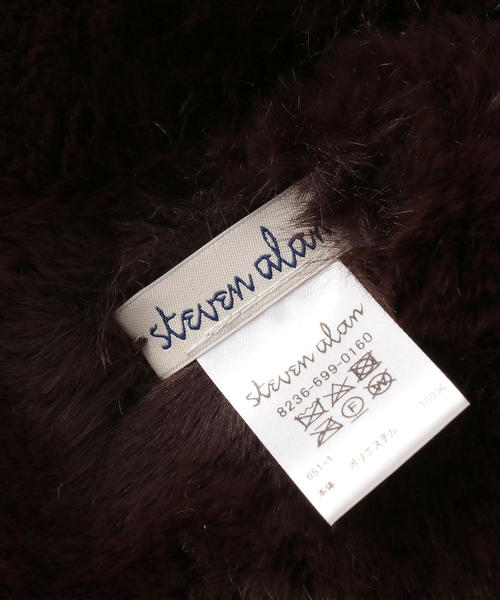 steven alan
steven alan
8236-699-0160
651-1
本体 ポリエステル 100%